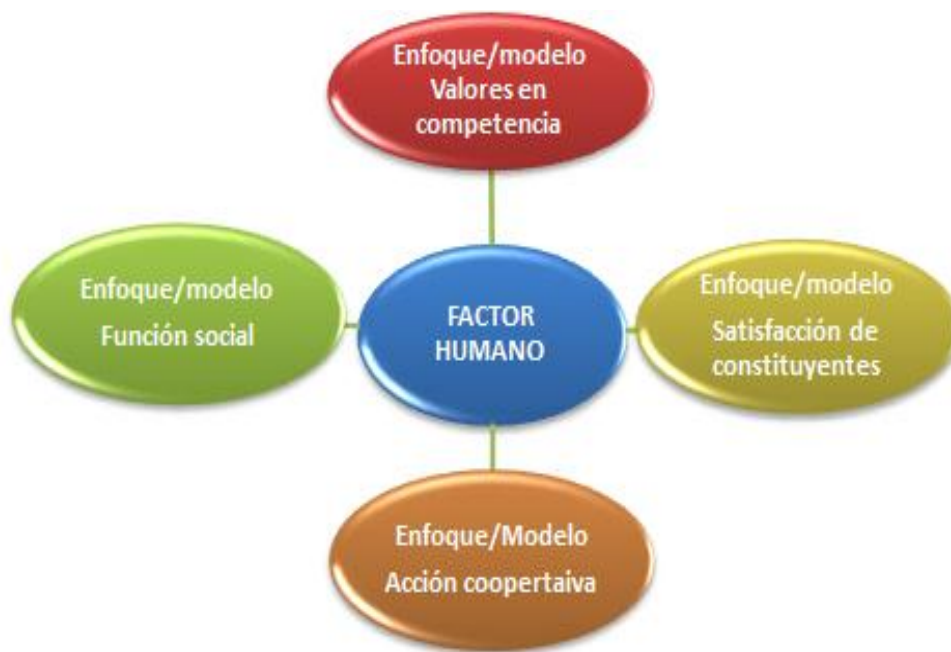 Enfoque/modelo
Valores en
competencia
Enfoque/modelo
Función social
FACTOR
HUMANO
Enfoque/modelo
Satisfacción de
constituyentes
Enfoque/Modelo
Acción coopertaiva